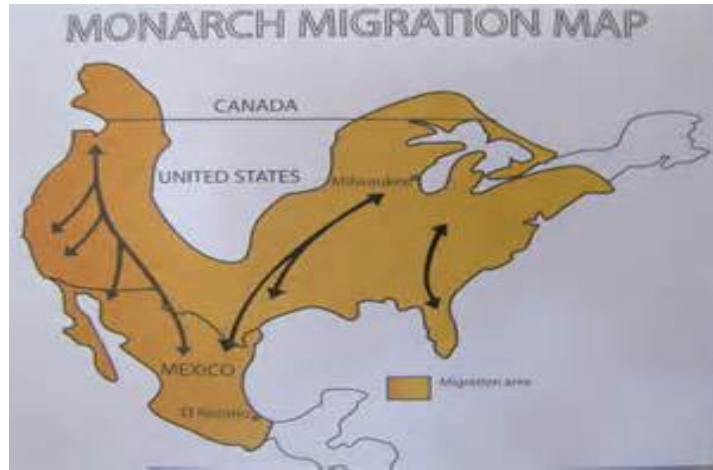 MONARCH MIGRATION MAP
CANADA
UNITED STATES
Milwaukee
MEXICO
Migration area
El Rosario